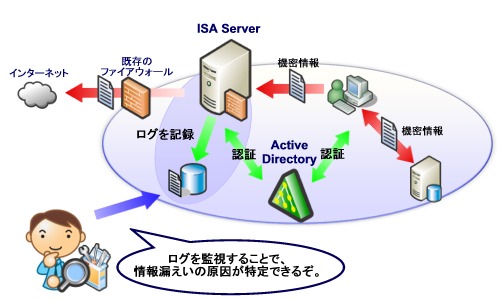 ISA Server
既存の
ファイアウォール
インターネット
機密情報
機密情報
ログを記録
認証
Active
Directory
認証
ログを監視することで、
情報漏えいの原因が特定できるぞ。